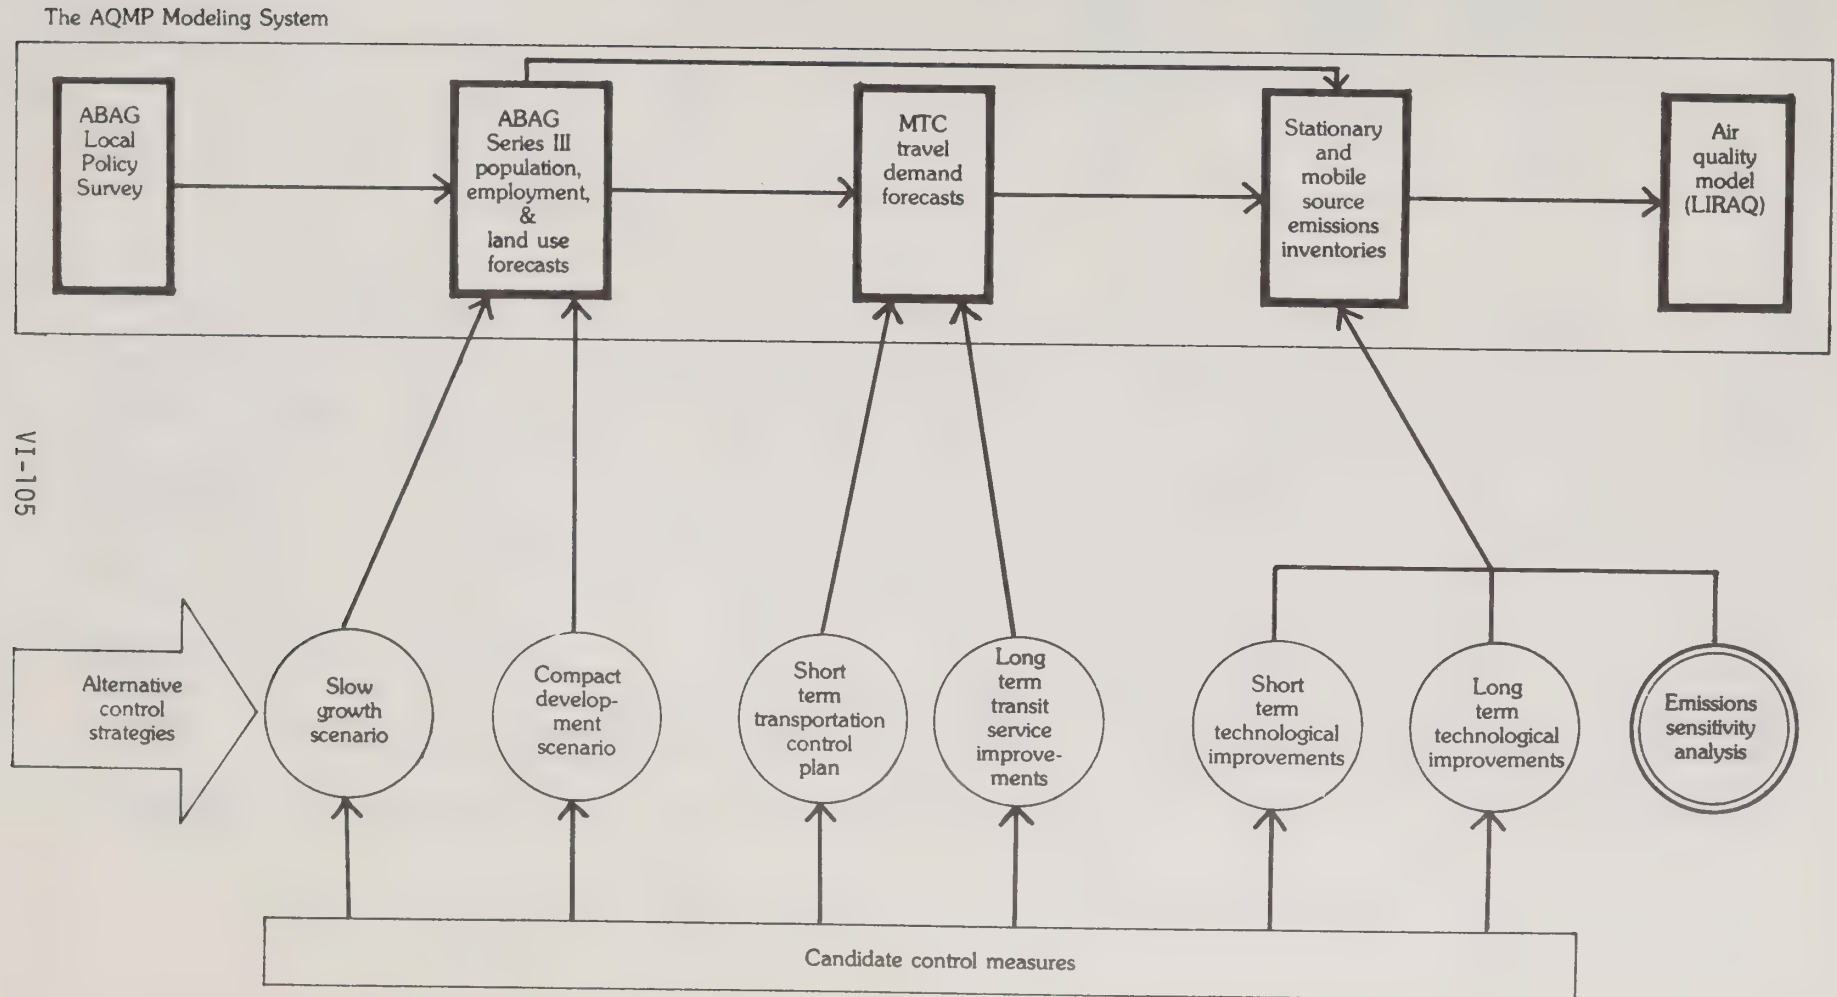 The AQMP Modeling System
ABAG
Local
Policy
Survey
ABAG
Series III
population,
employment,
&
land use
forecasts
MTC
travel
demand
forecasts
Stationary
and
mobile
source
emissions
inventories
Air
quality
model
(LIRAQ)
VI-105
Alternative
control
strategies
Slow
growth
scenario
Compact
develop-
ment
scenario
Short
term
transportation
control
plan
Long
term
transit
service
improve-
ments
Short
term
technological
improvements
Long
term
technological
improvements
Emissions
sensitivity
analysis
Candidate control measures